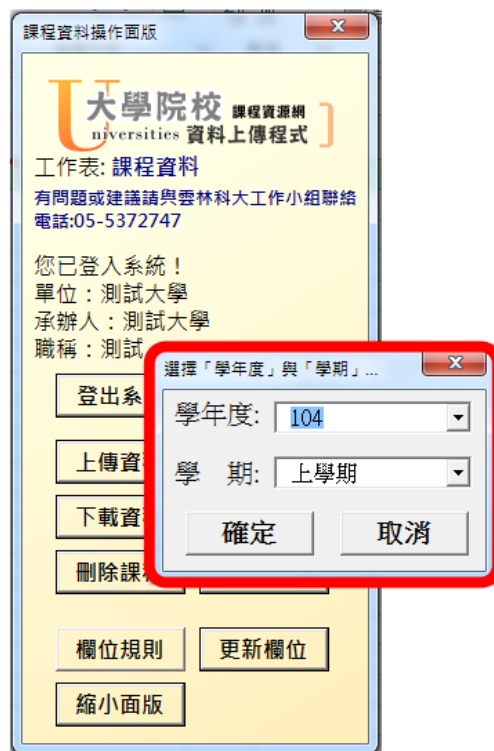 課程資料操作面版
大學院校 課程資源網
Universities 資料上傳程式
工作表: 課程資料
有問題或建議請與雲林科大工作小組聯絡
電話:05-5372747
您已登入系統！
單位：測試大學
承辦人：測試大學
職稱：測試
選擇「學年度」與「學期」...
登出系
學年度: 104
上傳資
學 期: 上學期
下載資
確定 取消
刪除課
欄位規則 更新欄位
縮小面版